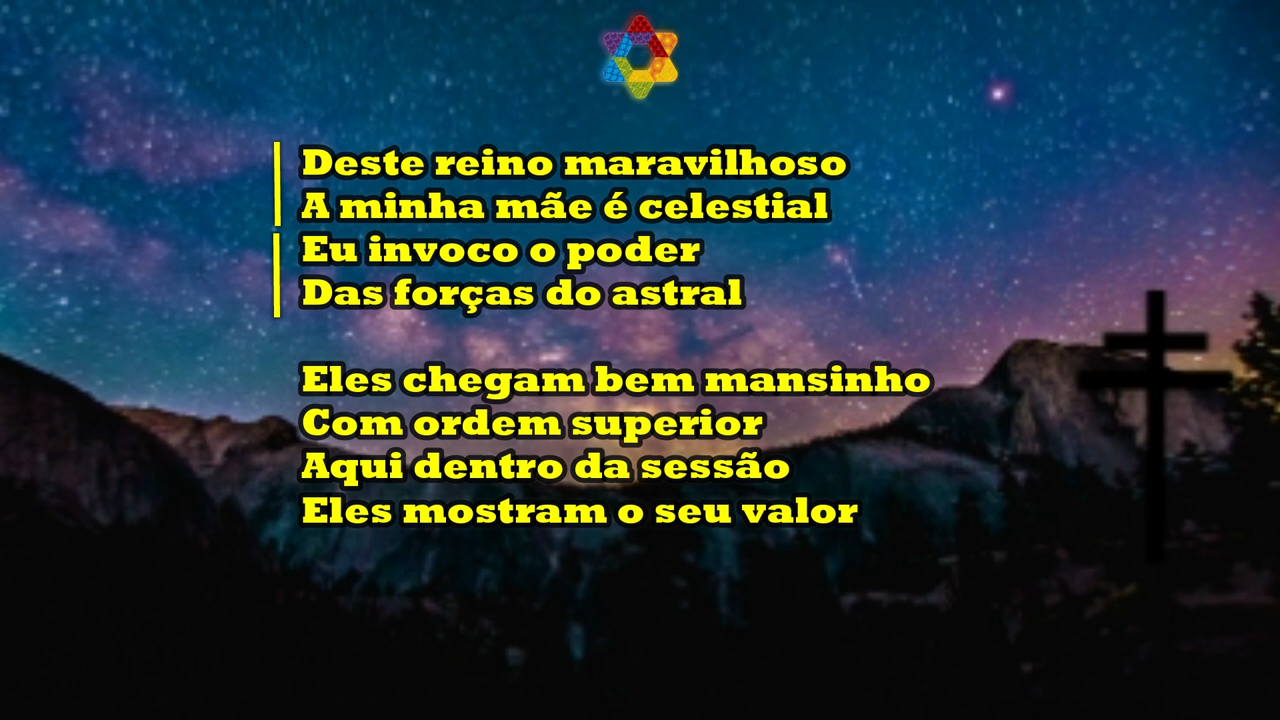 Deste reino maravilhoso
A minha mãe é celestial
Eu invoco o poder
Das forças do astral
Eles chegam bem mansinho
Com ordem superior
Aqui dentro da sessão
Eles mostram o seu valor